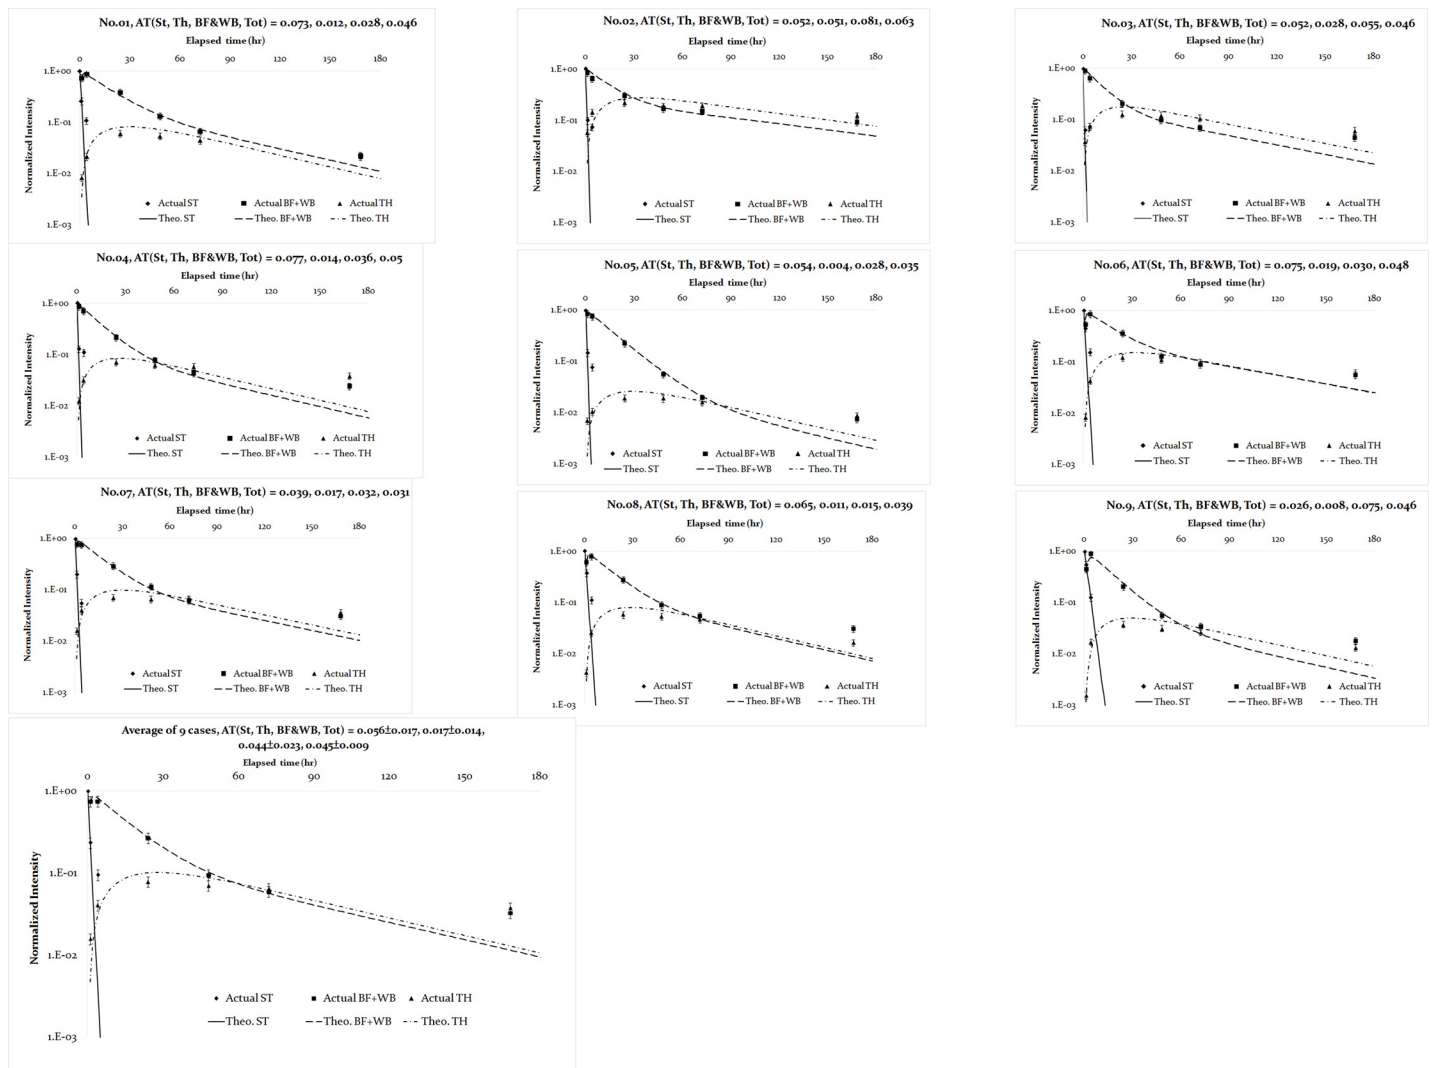 No.01, AT(St, Th, BF&WB, Tot) = 0.073, 0.012, 0.028, 0.046
Elapsed time (hr)
0 30 60 90 120 150 180
1.E+00
1.E-01
1.E-02
1.E-03
Normalized Intensity
Actual ST Actual BF+WB Actual TH
Theo. ST Theo. BF+WB Theo. TH
No.02, AT(St, Th, BF&WB, Tot) = 0.052, 0.051, 0.081, 0.063
Elapsed time (hr)
0 30 60 90 120 150 180
1.E+00
1.E-01
1.E-02
1.E-03
Normalized Intensity
Actual ST Actual BF+WB Actual TH
Theo. ST Theo. BF+WB Theo. TH
No.03, AT(St, Th, BF&WB, Tot) = 0.052, 0.028, 0.055, 0.046
Elapsed time (hr)
0 30 60 90 120 150 180
1.E+00
1.E-01
1.E-02
1.E-03
Normalized Intensity
Actual ST Actual BF+WB Actual TH
Theo. ST Theo. BF+WB Theo. TH
No.04, AT(St, Th, BF&WB, Tot) = 0.077, 0.014, 0.036, 0.05
Elapsed time (hr)
0 30 60 90 120 150 180
1.E+00
1.E-01
1.E-02
1.E-03
Normalized Intensity
Actual ST Actual BF+WB Actual TH
Theo. ST Theo. BF+WB Theo. TH
No.05, AT(St, Th, BF&WB, Tot) = 0.054, 0.004, 0.028, 0.035
Elapsed time (hr)
0 30 60 90 120 150 180
1.E+00
1.E-01
1.E-02
1.E-03
Normalized Intensity
Actual ST Actual BF+WB Actual TH
Theo. ST Theo. BF+WB Theo. TH
No.06, AT(St, Th, BF&WB, Tot) = 0.075, 0.019, 0.030, 0.048
Elapsed time (hr)
0 30 60 90 120 150 180
1.E+00
1.E-01
1.E-02
1.E-03
Normalized Intensity
Actual ST Actual BF+WB Actual TH
Theo. ST Theo. BF+WB Theo. TH
No.07, AT(St, Th, BF&WB, Tot) = 0.039, 0.017, 0.032, 0.031
Elapsed time (hr)
0 30 60 90 120 150 180
1.E+00
1.E-01
1.E-02
1.E-03
Normalized Intensity
Actual ST Actual BF+WB Actual TH
Theo. ST Theo. BF+WB Theo. TH
No.08, AT(St, Th, BF&WB, Tot) = 0.065, 0.011, 0.015, 0.039
Elapsed time (hr)
0 30 60 90 120 150 180
1.E+00
1.E-01
1.E-02
1.E-03
Normalized Intensity
Actual ST Actual BF+WB Actual TH
Theo. ST Theo. BF+WB Theo. TH
No.9, AT(St, Th, BF&WB, Tot) = 0.026, 0.008, 0.075, 0.046
Elapsed time (hr)
0 30 60 90 120 150 180
1.E+00
1.E-01
1.E-02
1.E-03
Normalized Intensity
Actual ST Actual BF+WB Actual TH
Theo. ST Theo. BF+WB Theo. TH
Average of 9 cases, AT(St, Th, BF&WB, Tot) = 0.056±0.017, 0.017±0.014,
0.044±0.023, 0.045±0.009
Elapsed time (hr)
0 30 60 90 120 150 180
1.E+00
1.E-01
1.E-02
1.E-03
Normalized Intensity
Actual ST Actual BF+WB Actual TH
Theo. ST Theo. BF+WB Theo. TH